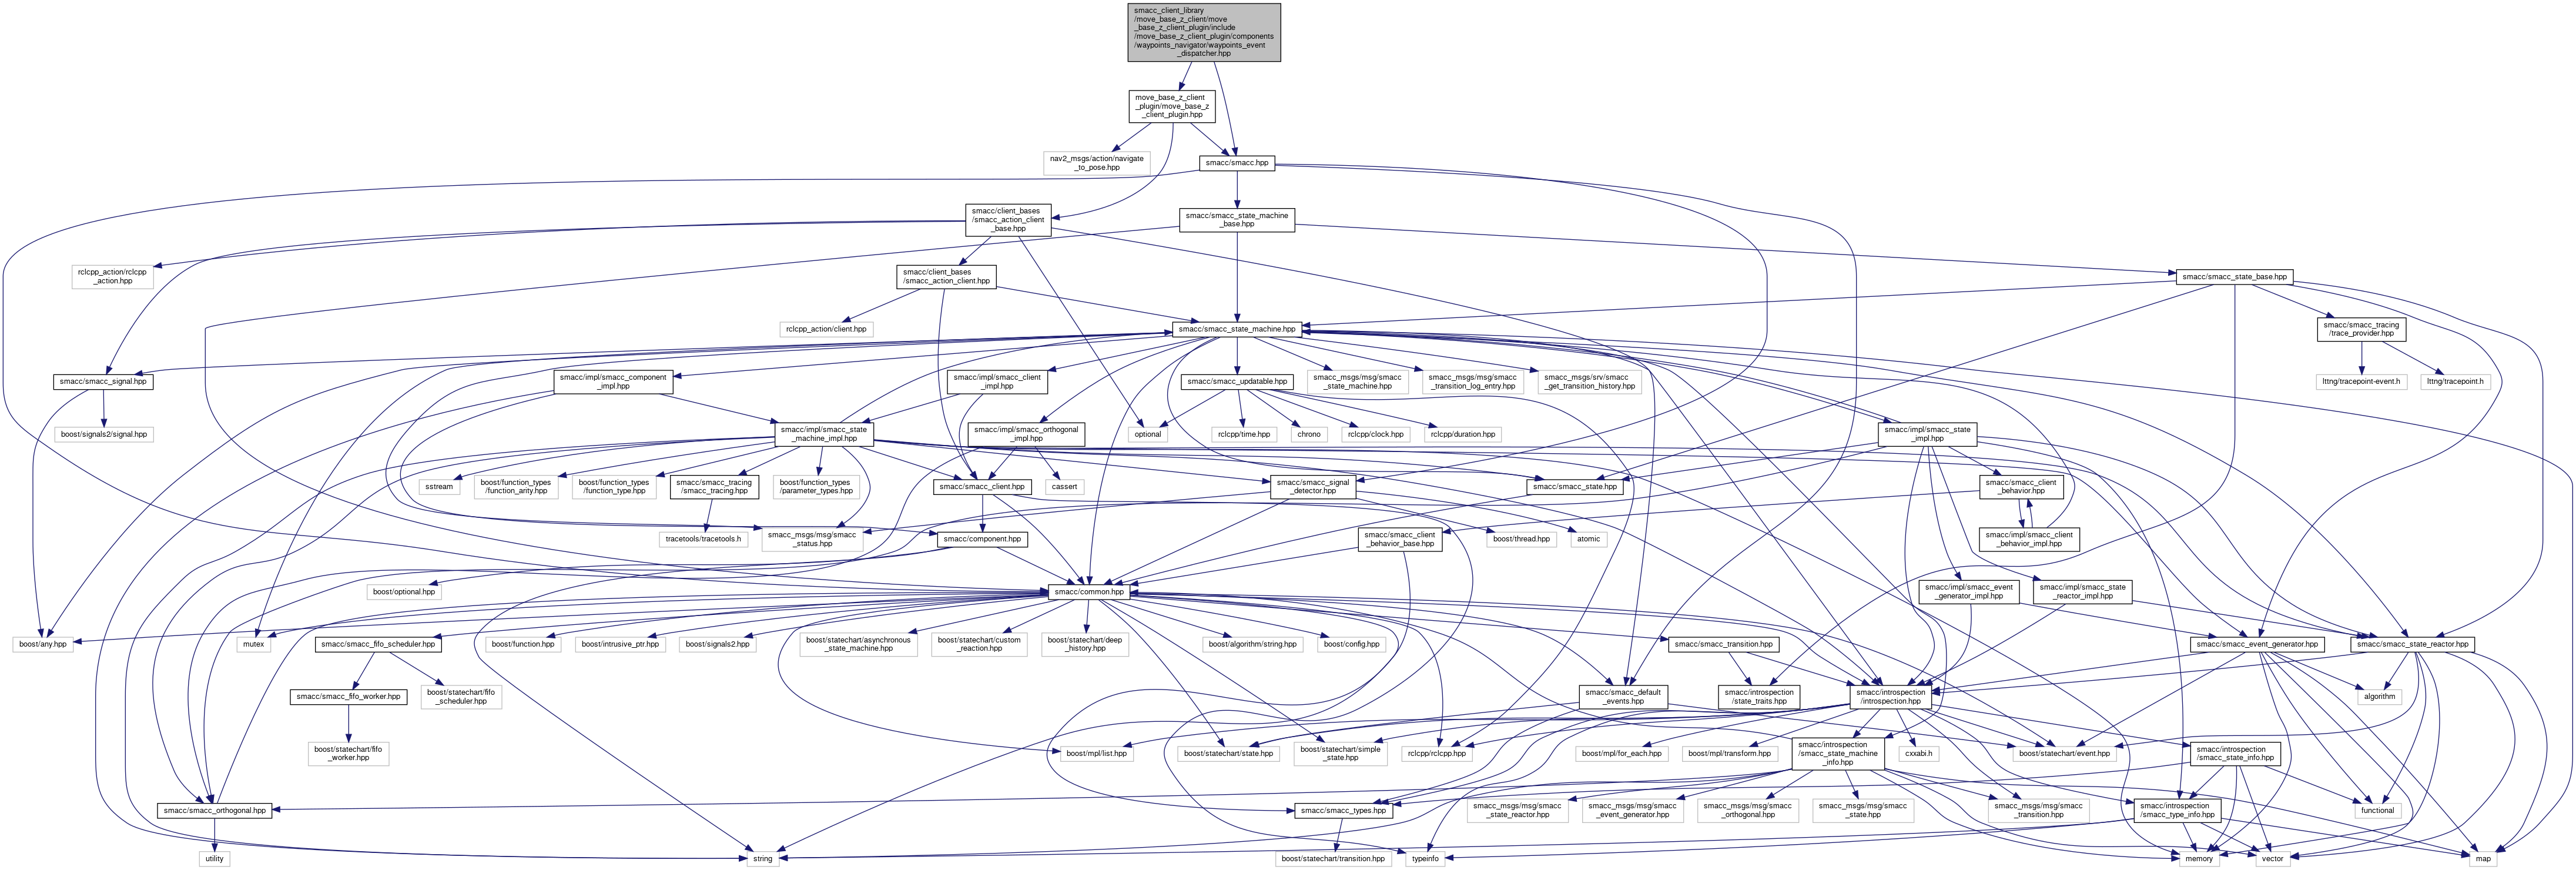 smacc_client_library
/move_base_z_client/move
_base_z_client_plugin/include
/move_base_z_client_plugin/components
/waypoints_navigator/waypoints_event
_dispatcher.hpp
move_base_z_client
_plugin/move_base_z
_client_plugin.hpp
nav2_msgs/action/navigate
_to_pose.hpp
smacc/smacc.hpp
smacc/client_bases
/smacc_action_client
_base.hpp
smacc/smacc_state_machine
_base.hpp
rclcpp_action/rclcpp
_action.hpp
smacc/client_bases
/smacc_action_client.hpp
smacc/smacc_state_base.hpp
rclcpp_action/client.hpp
smacc/smacc_state_machine.hpp
smacc/smacc_tracing
/trace_provider.hpp
smacc/smacc_signal.hpp
smacc/impl/smacc_component
_impl.hpp
smacc/impl/smacc_client
_impl.hpp
smacc/smacc_updatable.hpp
smacc_msgs/msg/smacc
_state_machine.hpp
smacc_msgs/msg/smacc
_transition_log_entry.hpp
smacc_msgs/srv/smacc
_get_transition_history.hpp
lttng/tracepoint-event.h
lttng/tracepoint.h
boost/signals2/signal.hpp
smacc/impl/smacc_state
_machine_impl.hpp
smacc/impl/smacc_orthogonal
_impl.hpp
optional
rclcpp/time.hpp
chrono
rclcpp/clock.hpp
rclcpp/duration.hpp
smacc/impl/smacc_state
_impl.hpp
sstream
boost/function_types
/function_arity.hpp
boost/function_types
/function_type.hpp
smacc/smacc_tracing
/smacc_tracing.hpp
boost/function_types
/parameter_types.hpp
smacc/smacc_client.hpp
cassert
smacc/smacc_signal
_detector.hpp
smacc/smacc_state.hpp
smacc/smacc_client
_behavior.hpp
tracetools/tracetools.h
smacc_msgs/msg/smacc
_status.hpp
smacc/component.hpp
smacc/smacc_client
_behavior_base.hpp
boost/thread.hpp
atomic
smacc/impl/smacc_client
_behavior_impl.hpp
boost/optional.hpp
smacc/common.hpp
smacc/impl/smacc_event
_generator_impl.hpp
smacc/impl/smacc_state
_reactor_impl.hpp
boost/any.hpp
mutex
smacc/smacc_fifo_scheduler.hpp
boost/function.hpp
boost/intrusive_ptr.hpp
boost/signals2.hpp
boost/statechart/asynchronous
_state_machine.hpp
boost/statechart/custom
_reaction.hpp
boost/statechart/deep
_history.hpp
boost/algorithm/string.hpp
boost/config.hpp
smacc/smacc_transition.hpp
smacc/smacc_event_generator.hpp
smacc/smacc_state_reactor.hpp
smacc/smacc_fifo_worker.hpp
boost/statechart/fifo
_scheduler.hpp
smacc/smacc_default
_events.hpp
smacc/introspection
/state_traits.hpp
smacc/introspection
/introspection.hpp
algorithm
boost/statechart/fifo
_worker.hpp
boost/mpl/list.hpp
boost/statechart/state.hpp
boost/statechart/simple
_state.hpp
rclcpp/rclcpp.hpp
boost/mpl/for_each.hpp
boost/mpl/transform.hpp
smacc/introspection
/smacc_state_machine
_info.hpp
cxxabi.h
boost/statechart/event.hpp
smacc/introspection
/smacc_state_info.hpp
smacc/smacc_orthogonal.hpp
smacc/smacc_types.hpp
smacc_msgs/msg/smacc
_state_reactor.hpp
smacc_msgs/msg/smacc
_event_generator.hpp
smacc_msgs/msg/smacc
_orthogonal.hpp
smacc_msgs/msg/smacc
_state.hpp
smacc_msgs/msg/smacc
_transition.hpp
smacc/introspection
/smacc_type_info.hpp
functional
utility
string
boost/statechart/transition.hpp
typeinfo
memory
vector
map